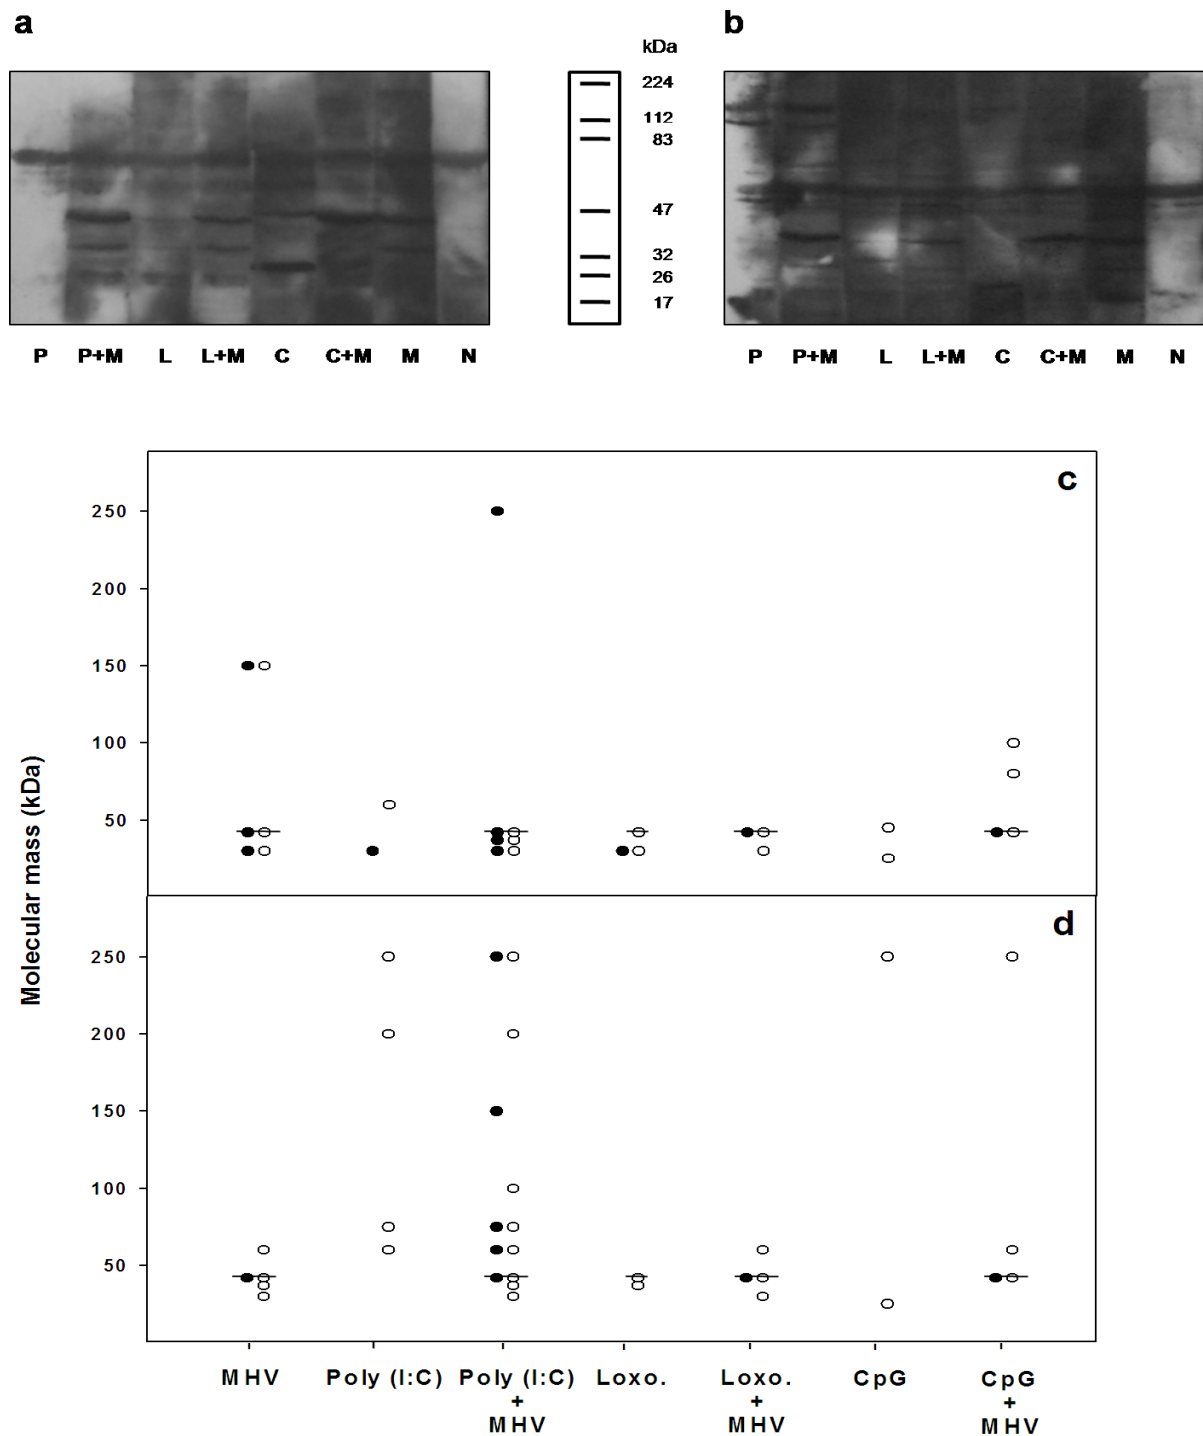 a
b
kDa
224
112
83
47
32
26
17
P P+M L L+M C C+M M N
P P+M L L+M C C+M M N
c
250
200
150
100
50
d
250
200
150
100
50
Molecular mass (kDa)
MHV Poly (I:C) Poly (I:C) Loxo. Loxo. CpG CpG
+ + +
MHV MHV MHV